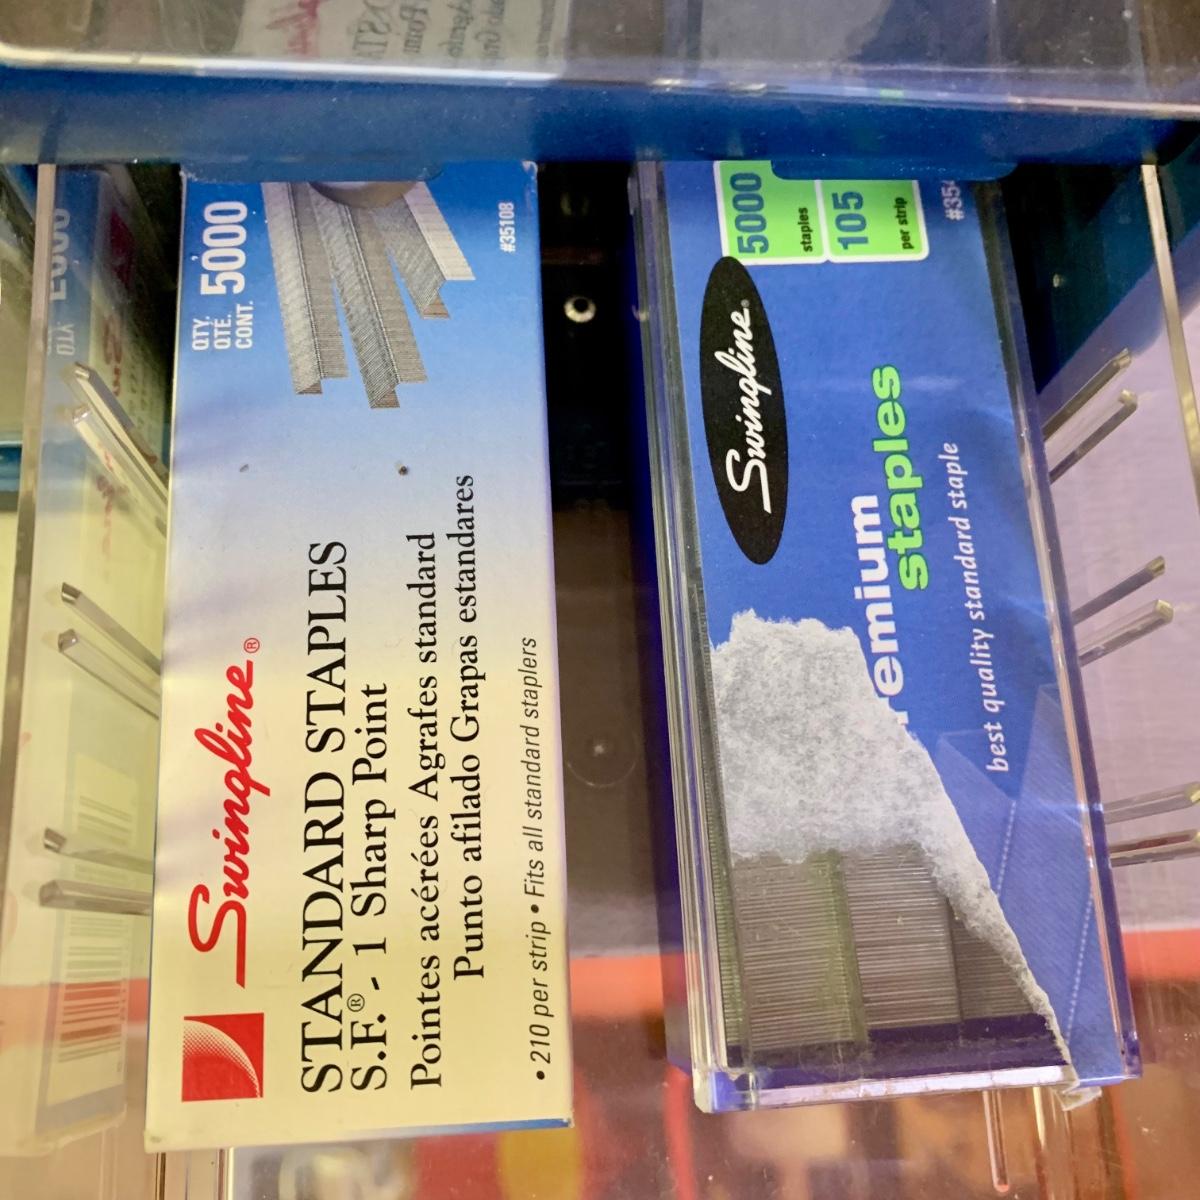 Swingline®
STANDARD STAPLES
S.F.® - 1 Sharp Point
Pointes acérées Agrafes standard
Punto afilado Grapas estandares
• 210 per strip • Fits all standard staplers
QTY.
QTÉ.
CONT. 5000
#35108
Swingline®
5000
staples
105
per strip
staples
best quality standard staple